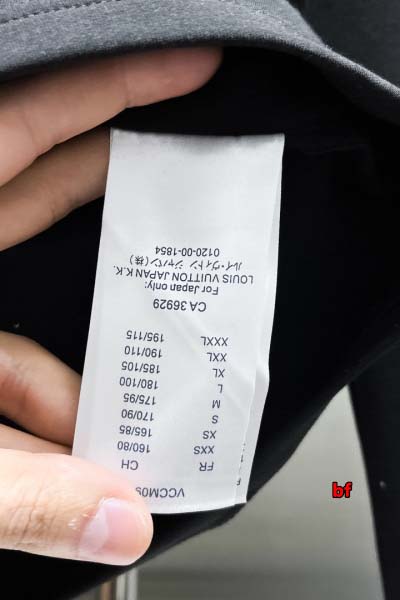 VCCM09
FR CH
XXS 160/80
XS 165/85
S 170/90
M 175/95
L 180/100
XL 185/105
XXL 190/110
XXXL 195/115
CA 36929
For Japan only:
LOUIS VUITTON JAPAN K.K.
ルイ・ヴィトン ジャパン(株)
0120-00-1854
bf